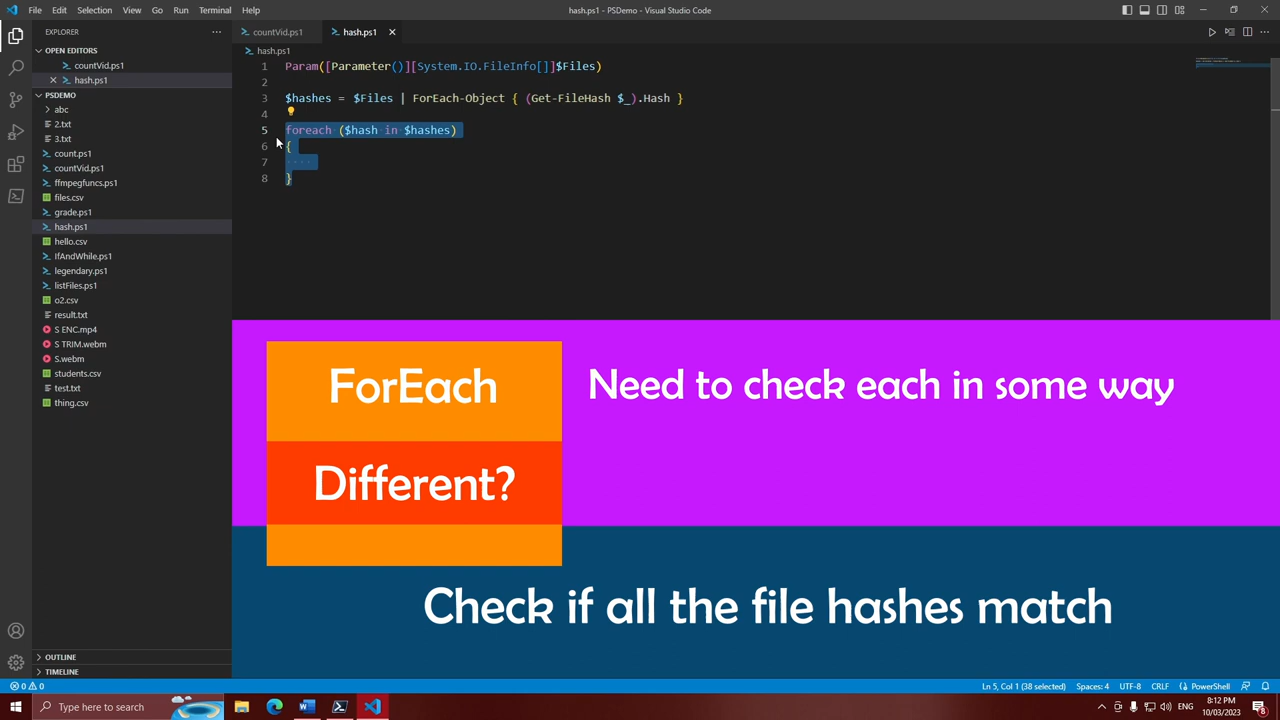 File Edit Selection View Go Run Terminal Help
hash.ps1 - Visual Studio Code
EXPLORER
OPEN EDITORS
countVid.ps1
hash.ps1
PSDEMO
abc
2.txt
3.txt
count.ps1
countVid.ps1
ffmpegfuncs.ps1
files.csv
grade.ps1
hash.ps1
hello.csv
IfAndWhile.ps1
legendary.ps1
listFiles.ps1
o2.csv
result.txt
S ENC.mp4
S TRIM.webm
S.webm
students.csv
test.txt
thing.csv
OUTLINE
TIMELINE
countVid.ps1
hash.ps1
hash.ps1
1 Param([Parameter()][System.IO.FileInfo[]]$Files)
2
3 $hashes = $Files | ForEach-Object { (Get-FileHash $_).Hash }
4
5 foreach ($hash in $hashes)
6 {
7
8 }
ForEach
Need to check each in some way
Different?
Check if all the file hashes match
0 0
Ln 5, Col 1 (38 selected) Spaces: 4 UTF-8 CRLF PowerShell
Type here to search
ENG
8:12 PM
10/03/2023
8